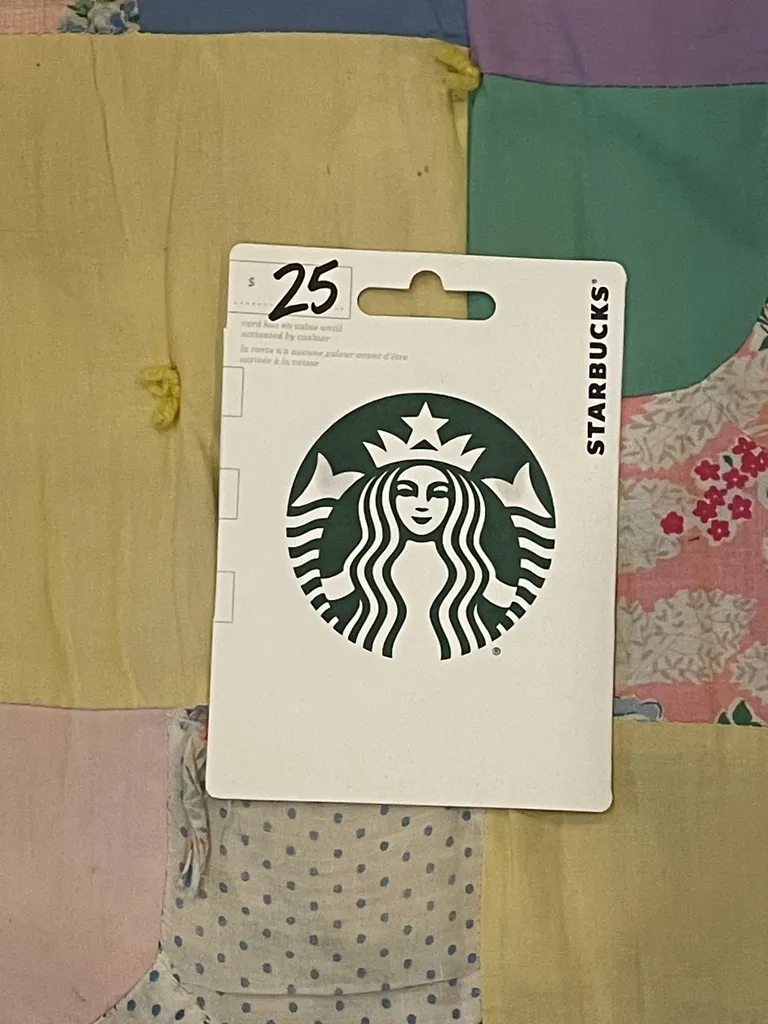 $ 25
card has no value until
activated by cashier
la carte n'a aucune valeur avant d'être
activée à la caisse
STARBUCKS®
®